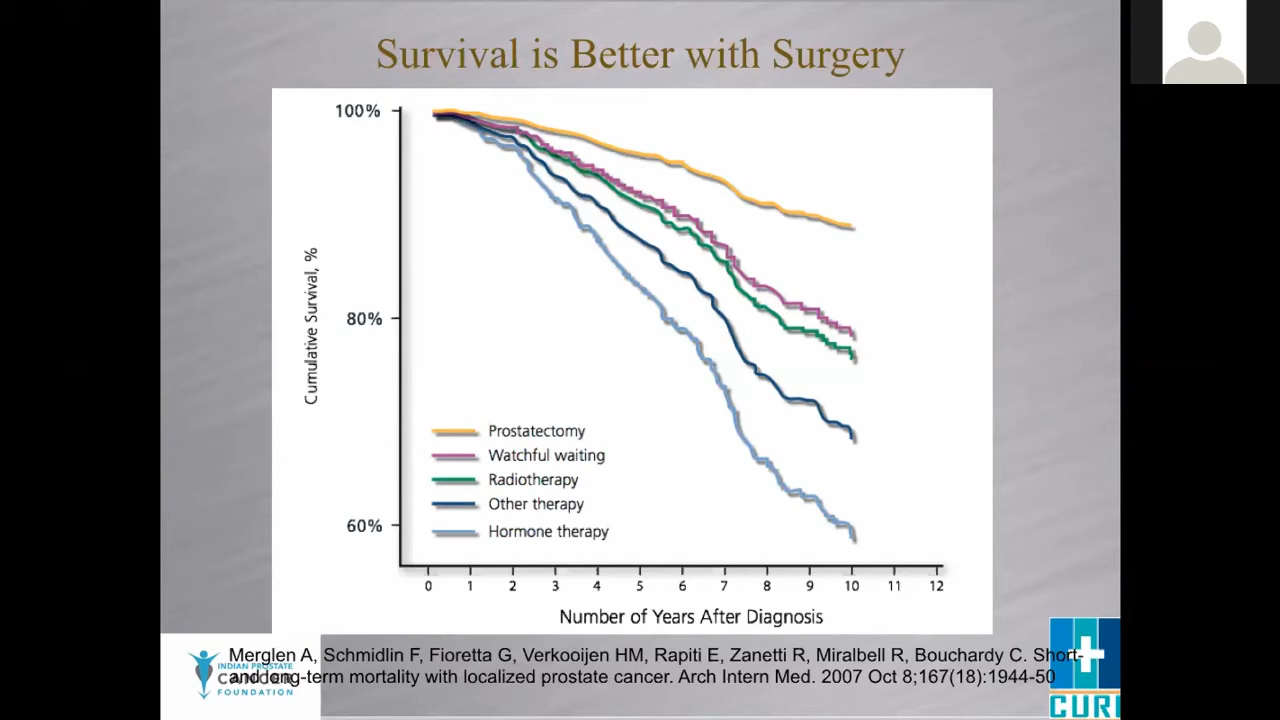 Survival is Better with Surgery
100%
80%
60%
Cumulative Survival, %
Prostatectomy
Watchful waiting
Radiotherapy
Other therapy
Hormone therapy
0 1 2 3 4 5 6 7 8 9 10 11 12
Number of Years After Diagnosis
Merglen A, Schmidlin F, Fioretta G, Verkooijen HM, Rapiti E, Zanetti R, Miralbell R, Bouchardy C. Short-
and long-term mortality with localized prostate cancer. Arch Intern Med. 2007 Oct 8;167(18):1944-50
INDIAN PROSTATE
CANCER
FOUNDATION
CURI